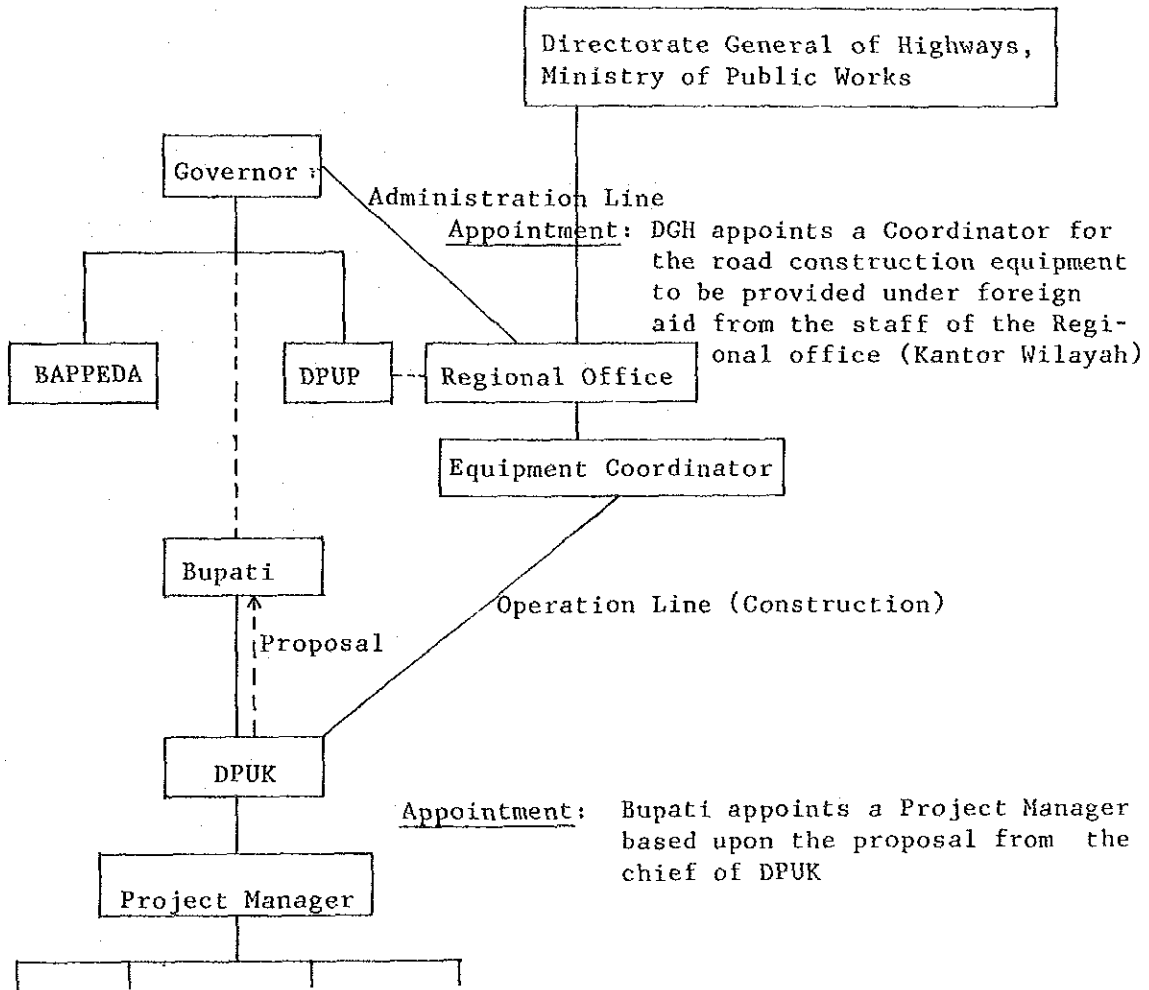 Directorate General of Highways,
Ministry of Public Works
Governor
Administration Line
Appointment: DGH appoints a Coordinator for
the road construction equipment
to be provided under foreign
aid from the staff of the Regi-
onal office (Kantor Wilayah)
BAPPEDA
DPUP
Regional Office
Equipment Coordinator
Bupati
Operation Line (Construction)
Proposal
DPUK
Appointment: Bupati appoints a Project Manager
based upon the proposal from the
chief of DPUK
Project Manager